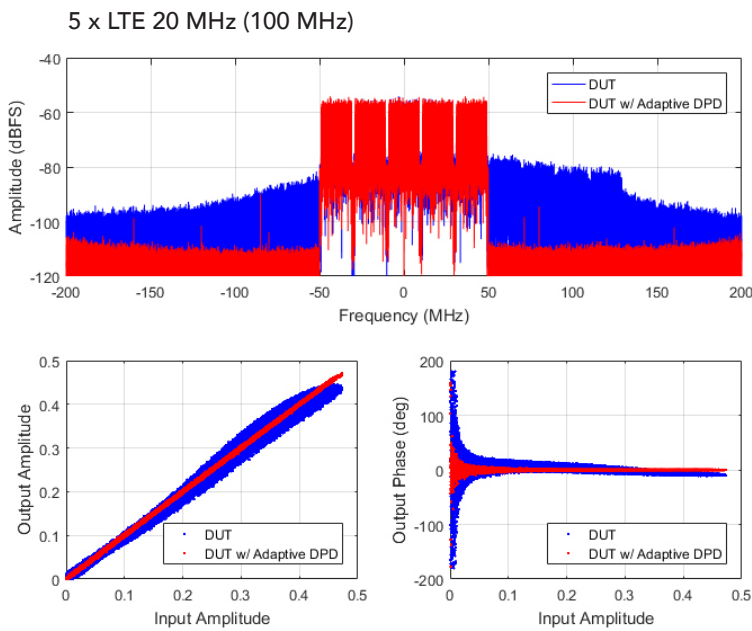 5 x LTE 20 MHz (100 MHz)
-40
-60
-80
-100
-120
Amplitude (dBFS)
DUT
DUT w/ Adaptive DPD
-200 -150 -100 -50 0 50 100 150 200
Frequency (MHz)
0.5
0.4
0.3
0.2
0.1
0
Output Amplitude
DUT
DUT w/ Adaptive DPD
0 0.1 0.2 0.3 0.4 0.5
Input Amplitude
200
100
0
-100
-200
Output Phase (deg)
DUT
DUT w/ Adaptive DPD
0 0.1 0.2 0.3 0.4 0.5
Input Amplitude